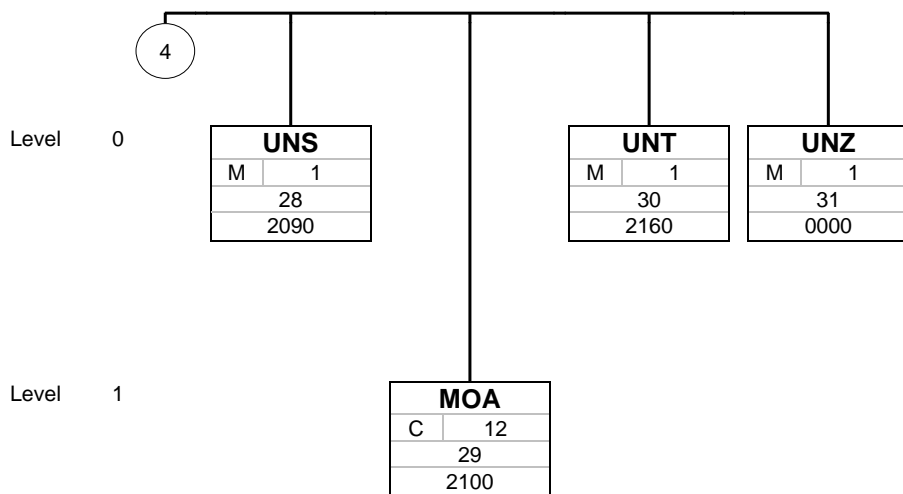 4
Level 0
UNS UNT UNZ
M 1 M 1 M 1
28 30 31
2090 2160 0000
Level 1
MOA
C 12
29
2100